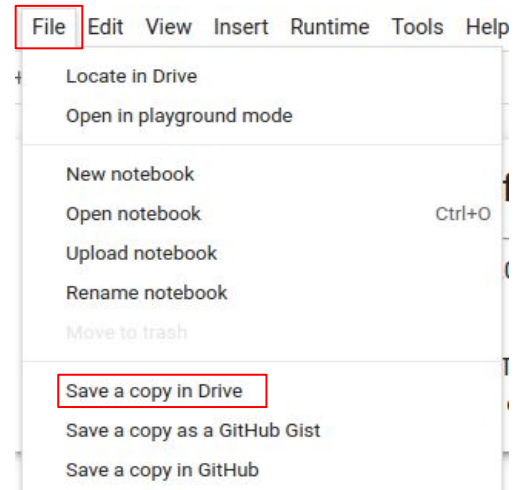 File Edit View Insert Runtime Tools Help
Locate in Drive
Open in playground mode
New notebook
Open notebook Ctrl+O
Upload notebook
Rename notebook
Move to trash
Save a copy in Drive
Save a copy as a GitHub Gist
Save a copy in GitHub